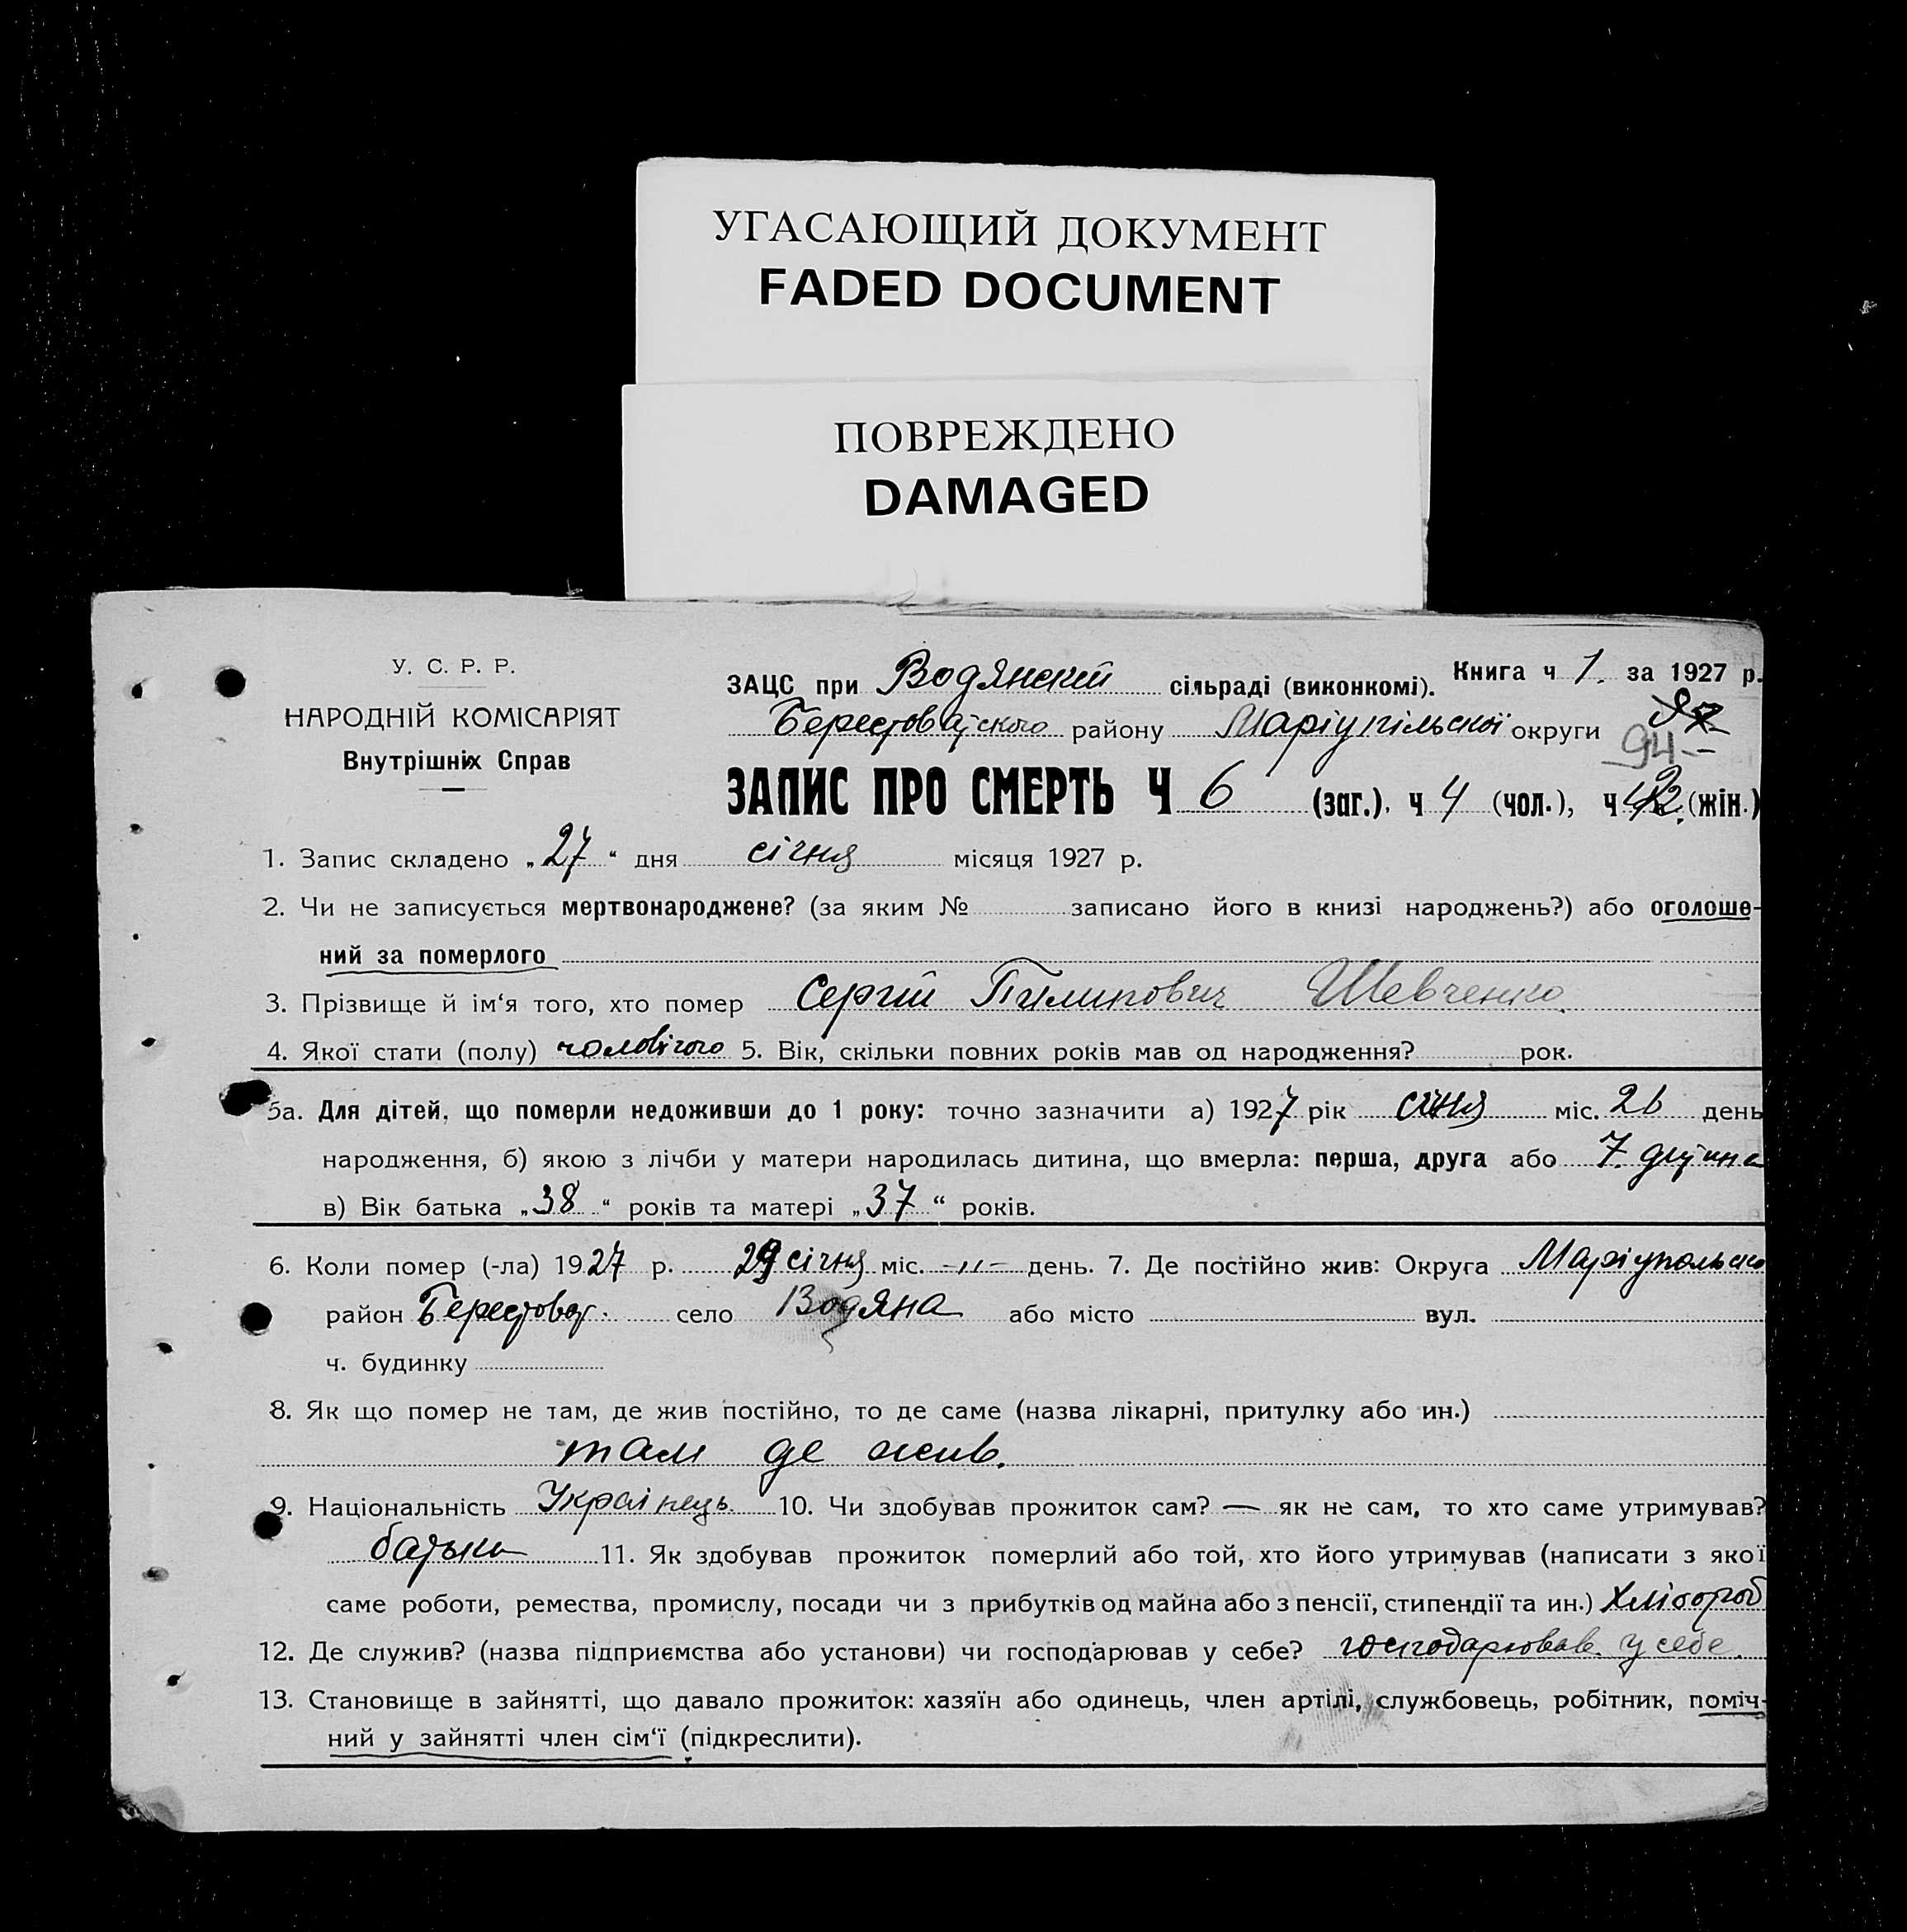 УГАСАЮЩИЙ ДОКУМЕНТ
FADED DOCUMENT
ПОВРЕЖДЕНО
DAMAGED
У. С. Р. Р.
НАРОДНІЙ КОМІСАРІЯТ
Внутрішніх Справ
ЗАЦС при Водянскій сільраді (виконкомі). Книга ч 1. за 1927 р.
району Маріупільскої округи
94
ЗАПИС ПРО СМЕРТЬ Ч 6 (заг.), ч 4 (чол.), ч 2 (жін.)
1. Запис складено „27“ дня січня місяця 1927 р.
2. Чи не записується мертвонароджене? (за яким № записано його в книзі народжень?) або оголоше-
ний за померлого
3. Прізвище й ім‘я того, хто помер Сергій Пилипович Шевченко
4. Якої стати (полу) чоловічого 5. Вік, скільки повних років мав од народження? рок.
5а. Для дітей, що померли недоживши до 1 року: точно зазначити а) 1927 рік січня міс. 26 день
народження, б) якою з лічби у матери народилась дитина, що вмерла: перша, друга або 7.
в) Вік батька „38“ років та матері „37“ років.
6. Коли помер (-ла) 1927 р. січня міс. -„- день. 7. Де постійно жив: Округа
район Берестов. село Водяна або місто вул.
ч. будинку
8. Як що помер не там, де жив постійно, то де саме (назва лікарні, притулку або ин.)
там де жив.
9. Національність Українець 10. Чи здобував прожиток сам? — як не сам, то хто саме утримував?
батько 11. Як здобував прожиток померлий або той, хто його утримував (написати з якої
саме роботи, ремества, промислу, посади чи з прибутків од майна або з пенсії, стипендії та ин.) Хлібороб
12. Де служив? (назва підприємства або установи) чи господарював у себе? господарював у себе.
13. Становище в зайнятті, що давало прожиток: хазяїн або одинець, член артілі, службовець, робітник, поміч-
ний у зайнятті член сім‘ї (підкреслити).